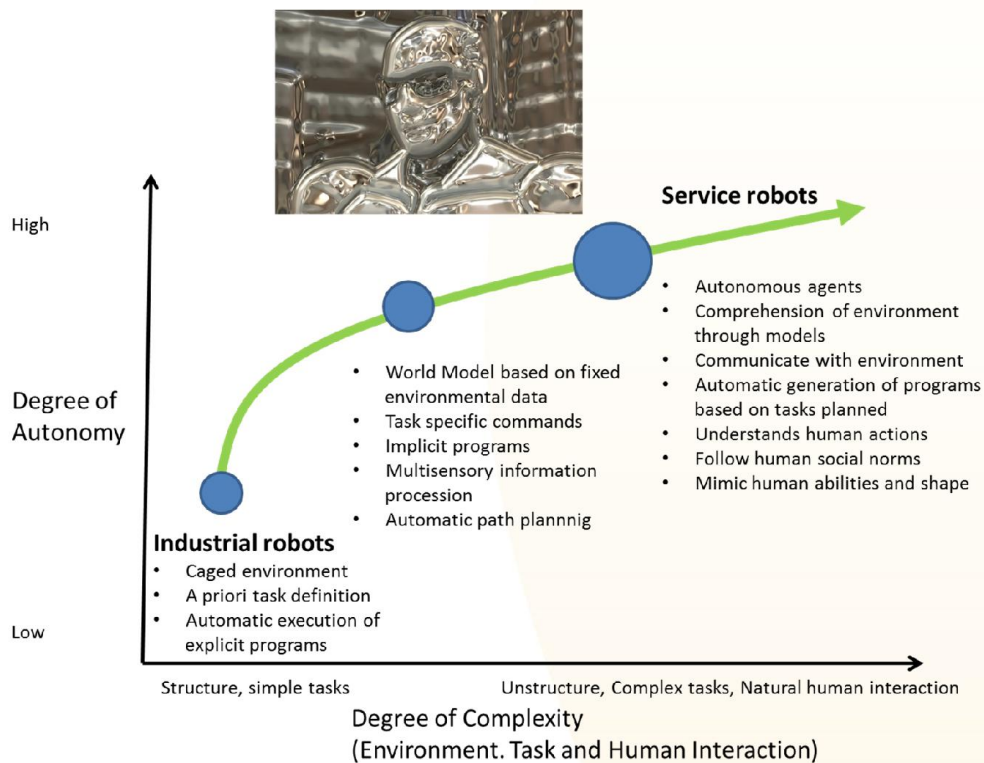 High
Degree of
Autonomy
Low
Service robots
• Autonomous agents
• Comprehension of environment
through models
• Communicate with environment
• Automatic generation of programs
based on tasks planned
• Understands human actions
• Follow human social norms
• Mimic human abilities and shape
• World Model based on fixed
environmental data
• Task specific commands
• Implicit programs
• Multisensory information
procession
• Automatic path plannnig
Industrial robots
• Caged environment
• A priori task definition
• Automatic execution of
explicit programs
Structure, simple tasks
Unstructure, Complex tasks, Natural human interaction
Degree of Complexity
(Environment. Task and Human Interaction)